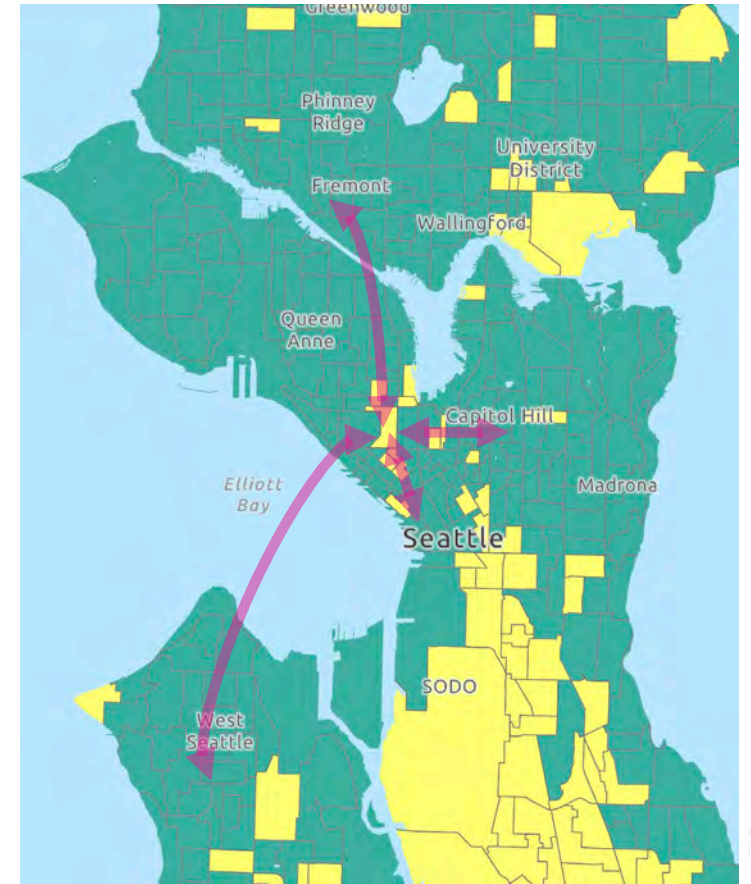 Greenwood
Phinney
Ridge
University
District
Fremont
Wallingford
Queen
Anne
Capitol Hill
Elliott
Bay
Madrona
Seattle
SODO
West
Seattle